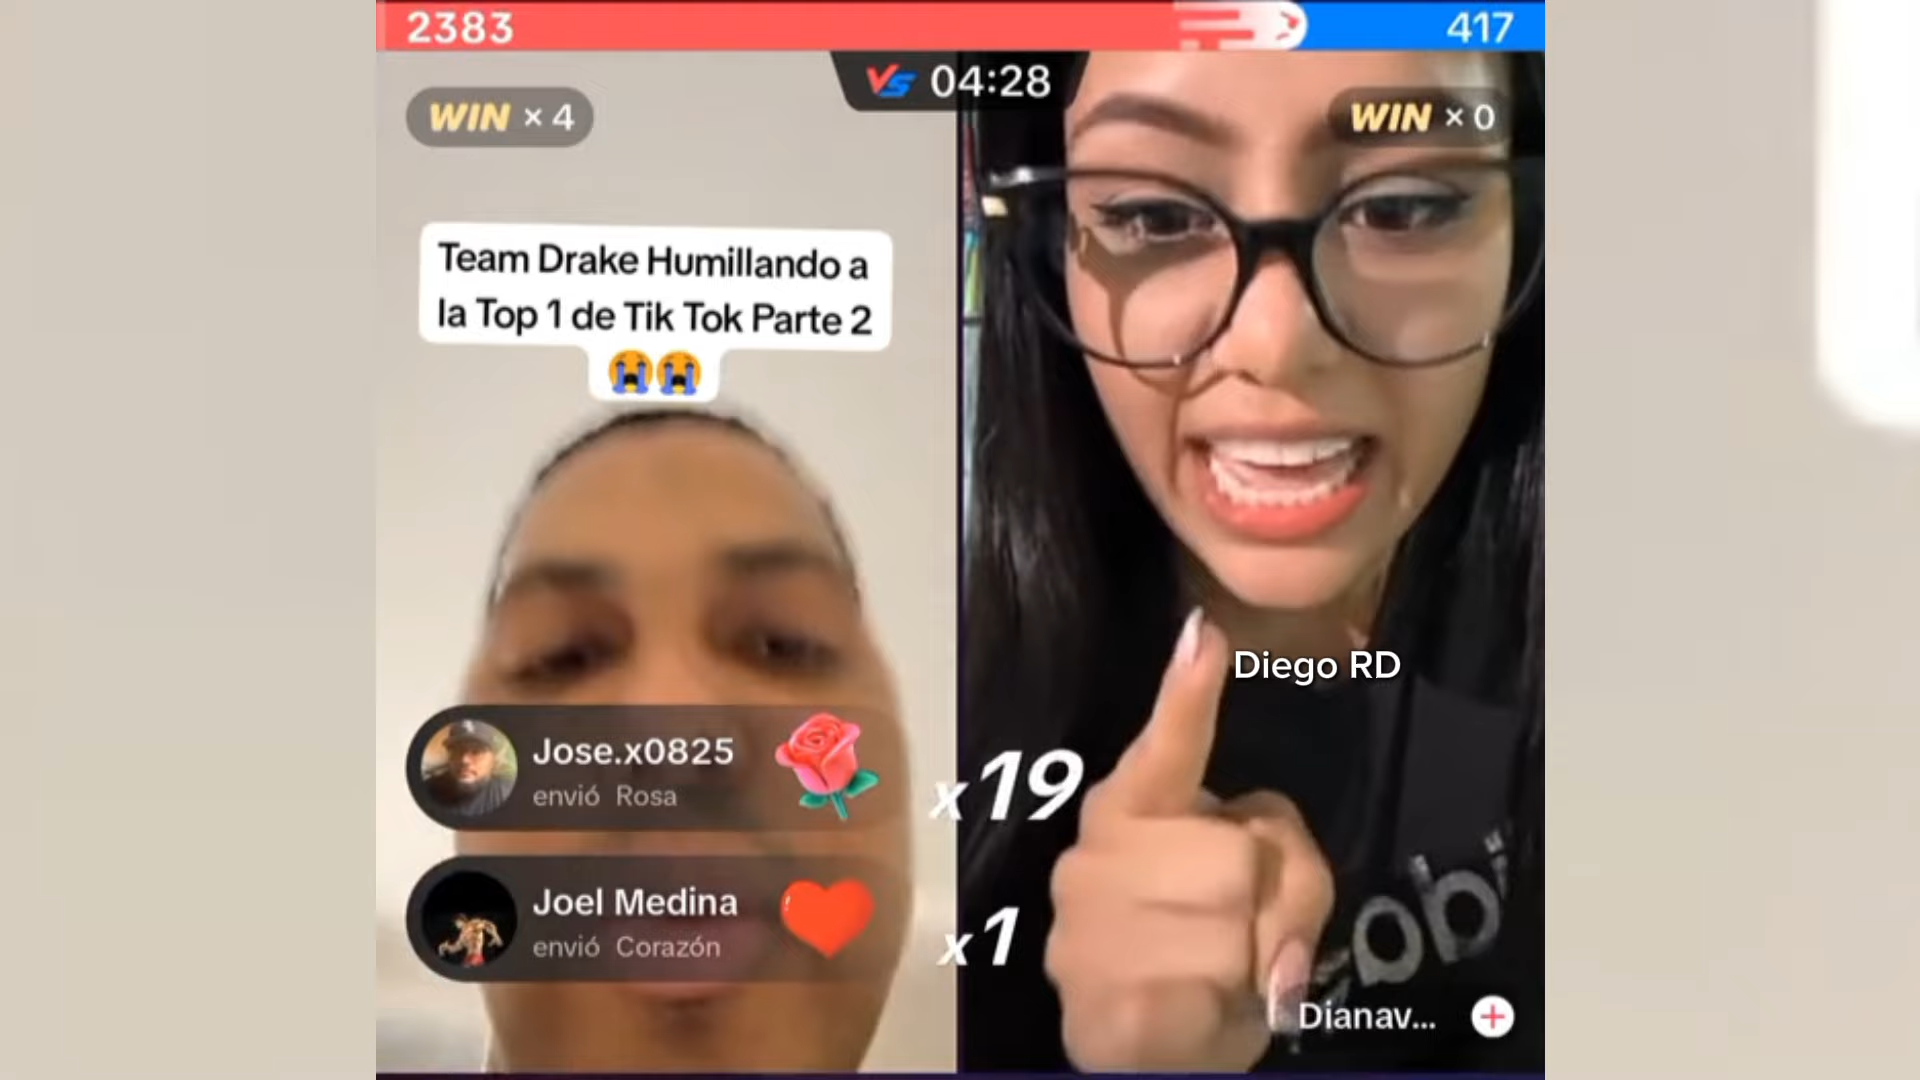 2383
417
VS 04:28
WIN × 4
WIN × 0
Team Drake Humillando a
la Top 1 de Tik Tok Parte 2
😭😭
Diego RD
Jose.x0825
envió Rosa
x19
Joel Medina
envió Corazón
x1
Dianav...